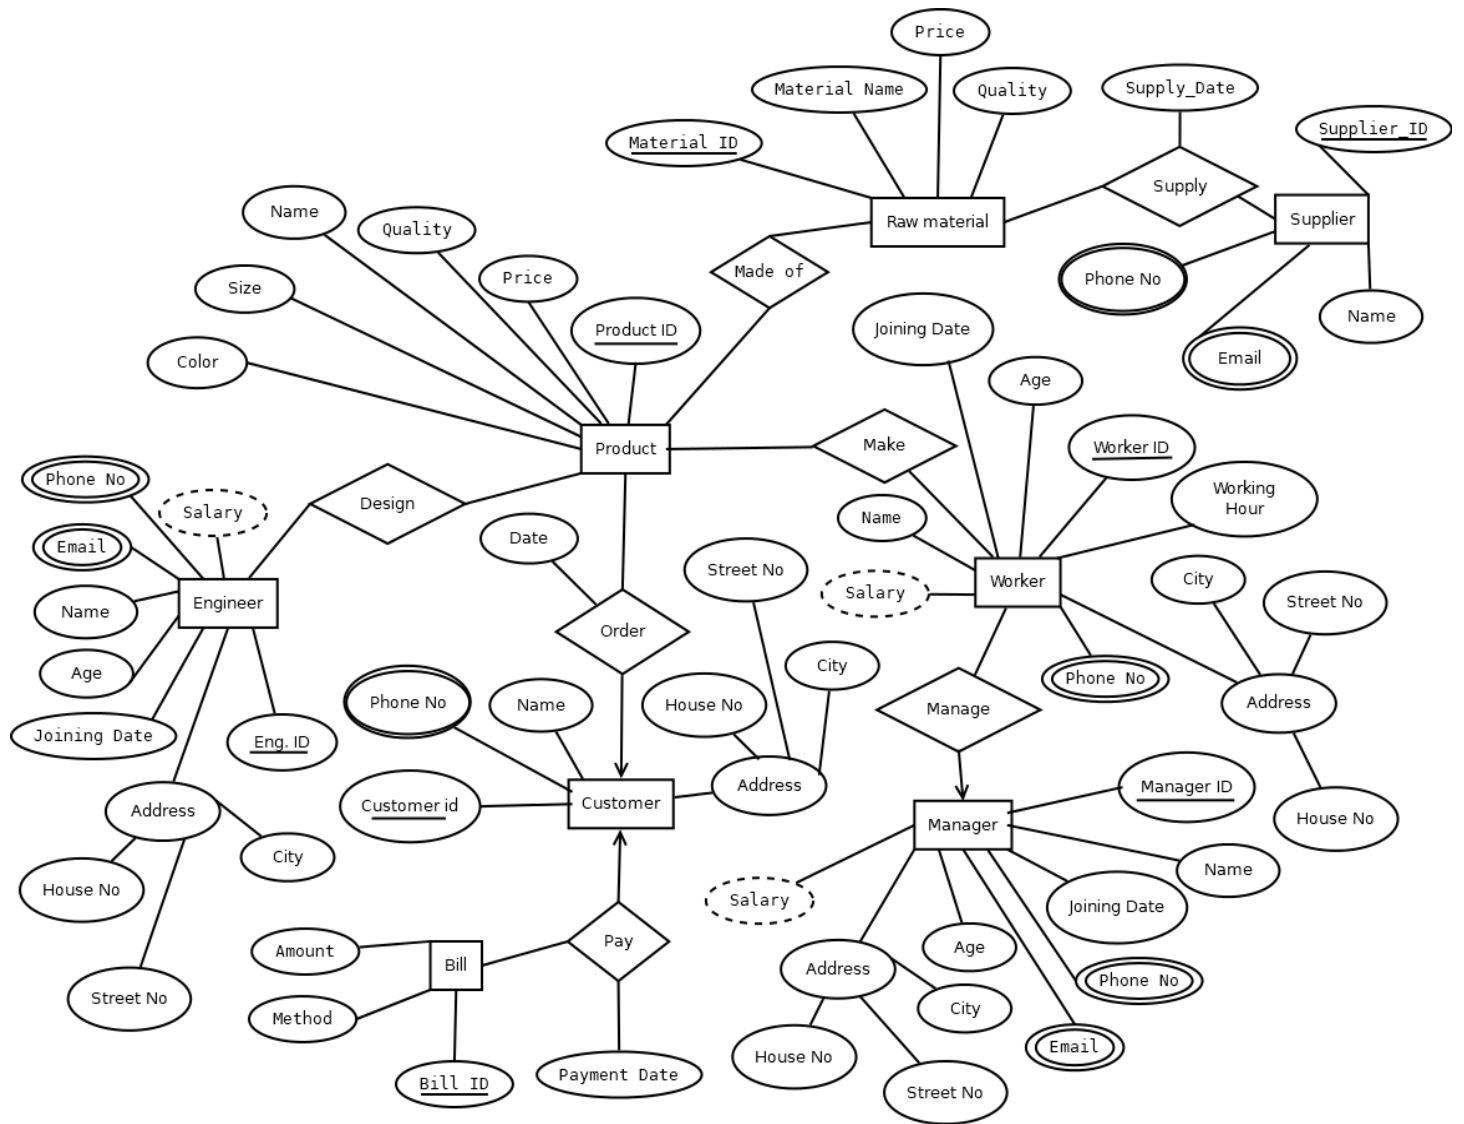 Price
Material Name
Quality
Supply_Date
Material ID
Supplier_ID
Supply
Raw material
Supplier
Name
Quality
Made of
Price
Phone No
Size
Name
Joining Date
Product ID
Email
Color
Age
Product
Make
Worker ID
Phone No
Working
Hour
Salary
Design
Name
Date
Email
Street No
City
Worker
Salary
Street No
Engineer
Name
Order
City
Phone No
Age
Phone No
Name
House No
Manage
Address
Joining Date
Eng. ID
Address
Manager ID
Customer id
Customer
Address
House No
Manager
City
Name
House No
Salary
Joining Date
Pay
Age
Amount
Bill
Address
Phone No
Street No
City
Method
Email
House No
Bill ID
Payment Date
Street No